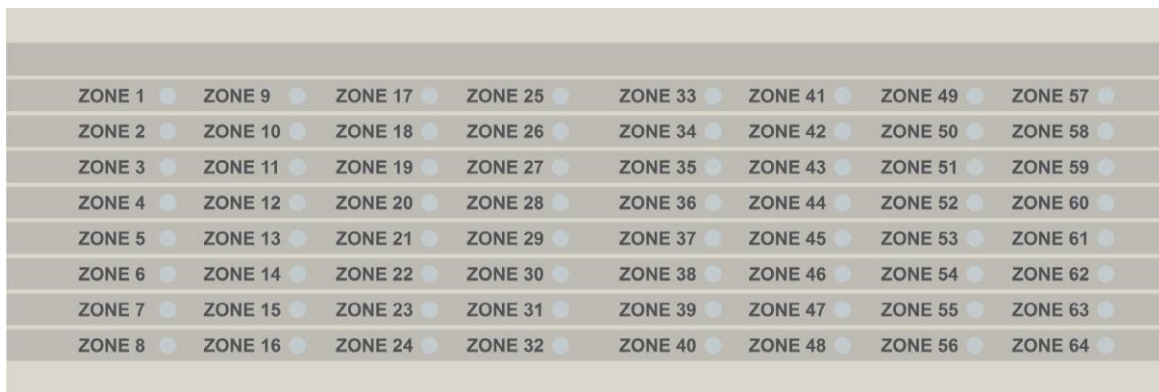 ZONE 1 ZONE 9 ZONE 17 ZONE 25 ZONE 33 ZONE 41 ZONE 49 ZONE 57
ZONE 2 ZONE 10 ZONE 18 ZONE 26 ZONE 34 ZONE 42 ZONE 50 ZONE 58
ZONE 3 ZONE 11 ZONE 19 ZONE 27 ZONE 35 ZONE 43 ZONE 51 ZONE 59
ZONE 4 ZONE 12 ZONE 20 ZONE 28 ZONE 36 ZONE 44 ZONE 52 ZONE 60
ZONE 5 ZONE 13 ZONE 21 ZONE 29 ZONE 37 ZONE 45 ZONE 53 ZONE 61
ZONE 6 ZONE 14 ZONE 22 ZONE 30 ZONE 38 ZONE 46 ZONE 54 ZONE 62
ZONE 7 ZONE 15 ZONE 23 ZONE 31 ZONE 39 ZONE 47 ZONE 55 ZONE 63
ZONE 8 ZONE 16 ZONE 24 ZONE 32 ZONE 40 ZONE 48 ZONE 56 ZONE 64